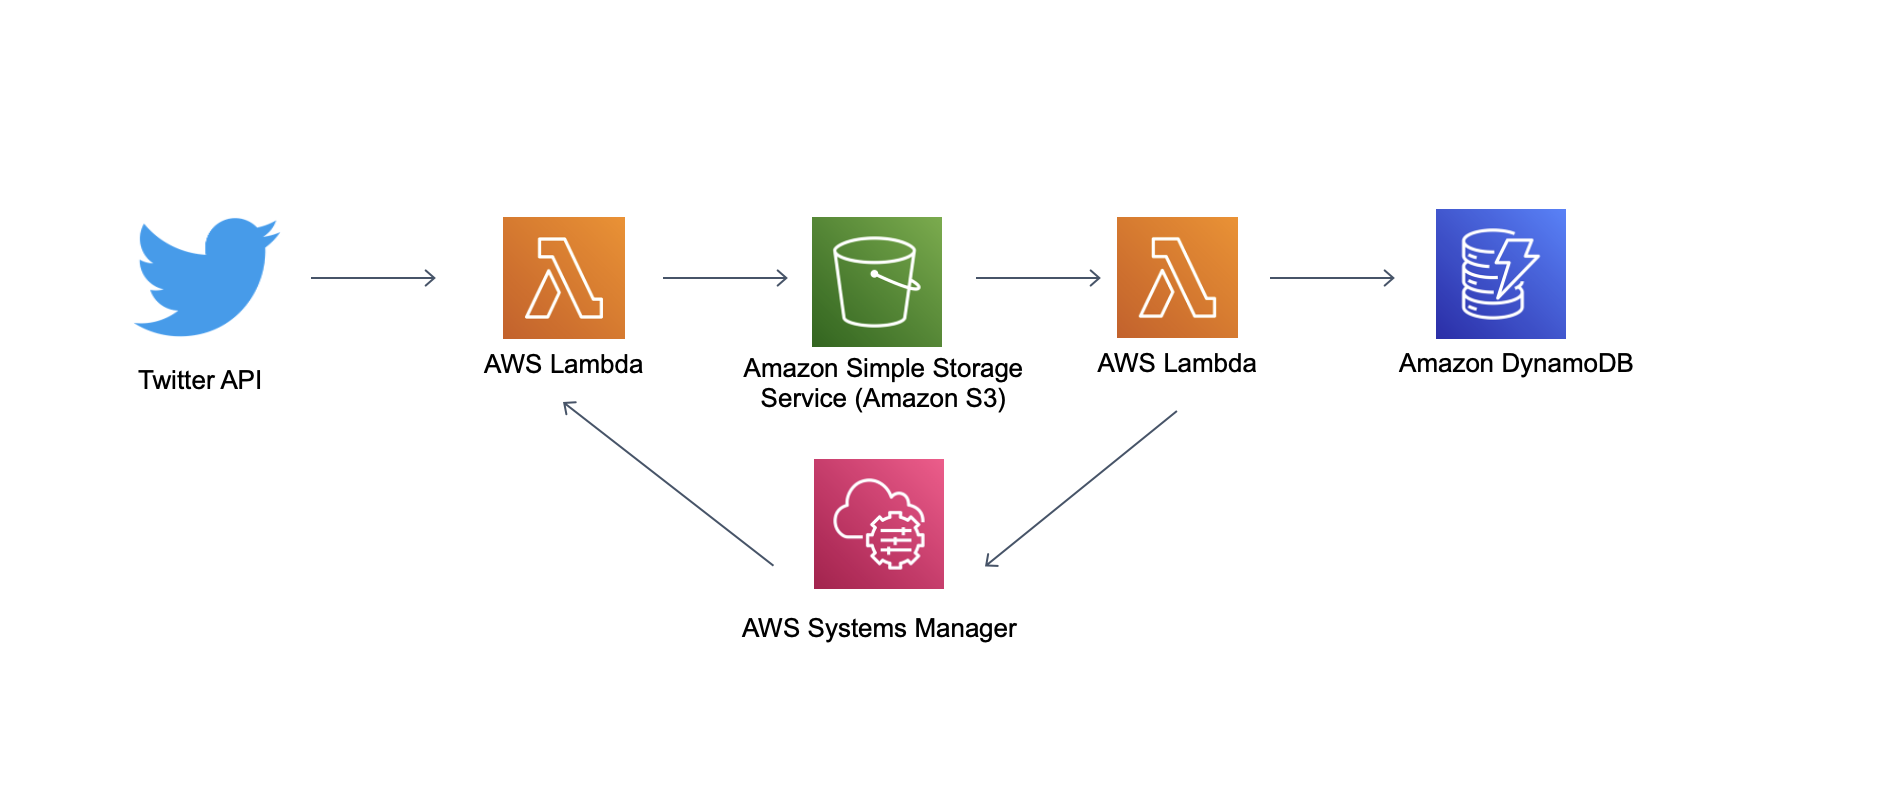 Twitter API
AWS Lambda
Amazon Simple Storage
Service (Amazon S3)
AWS Lambda
Amazon DynamoDB
AWS Systems Manager